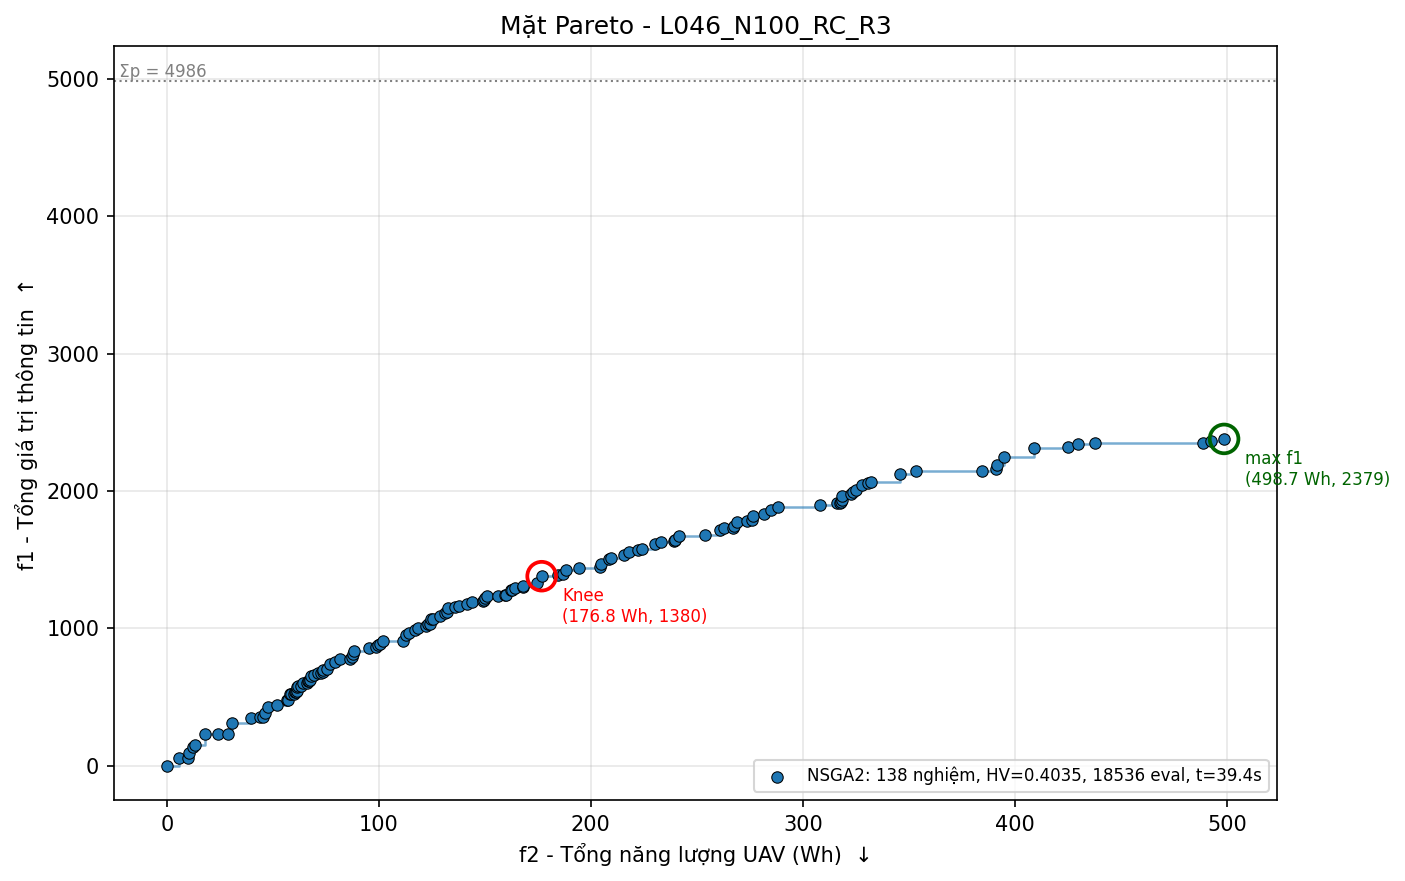 Mặt Pareto - L046_N100_RC_R3
Σp = 4986
5000
4000
3000
2000
1000
0
f1 - Tổng giá trị thông tin ↑
max f1
(498.7 Wh, 2379)
Knee
(176.8 Wh, 1380)
NSGA2: 138 nghiệm, HV=0.4035, 18536 eval, t=39.4s
0 100 200 300 400 500
f2 - Tổng năng lượng UAV (Wh) ↓